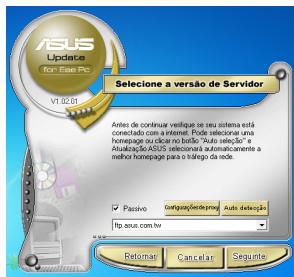 ASUS
Update
for Eee Pc
V1.02.01
Selecione a versão de Servidor
Antes de continuar verifique se seu sistema está
conectado com a internet. Pode selecionar uma
homepage ou clicar no botão "Auto seleção" e
Atualização ASUS selecionará automaticamente a
melhor homepage para o tráfego da rede.
Passivo
Configurações de proxy
Auto detecção
ftp.asus.com.tw
Retornar
Cancelar
Seguinte